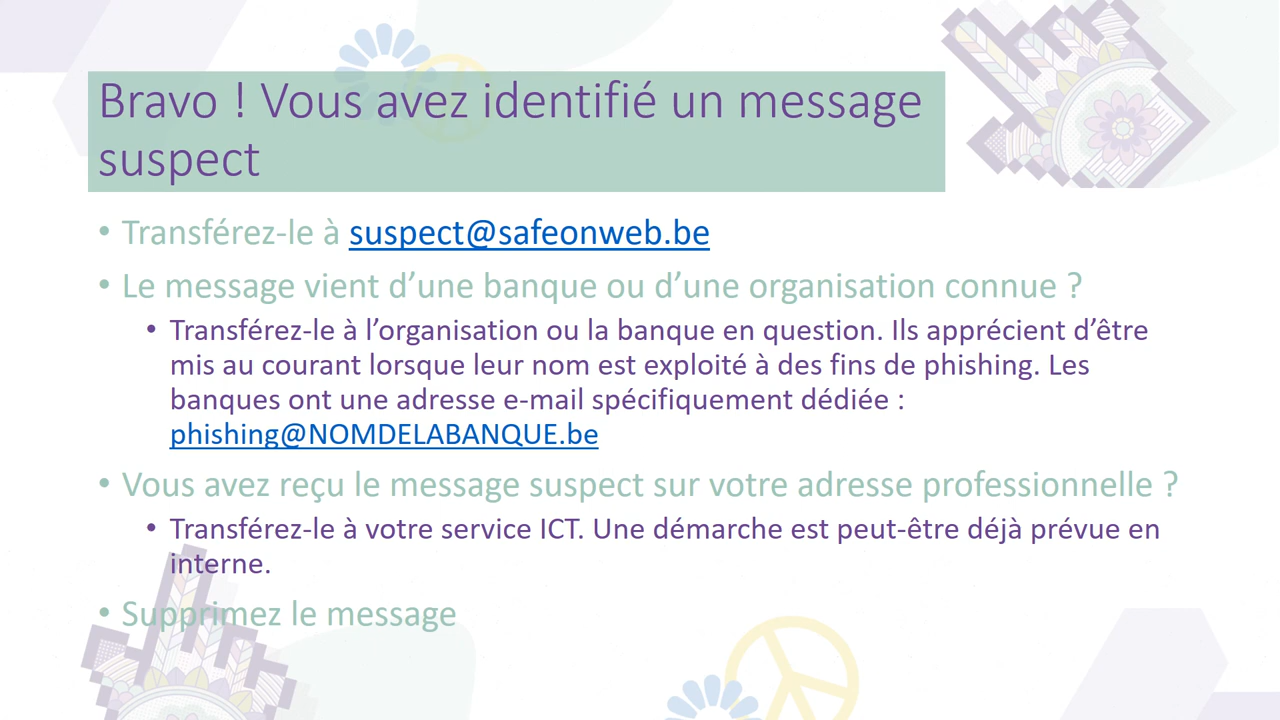 Bravo ! Vous avez identifié un message
suspect
• Transférez-le à suspect@safeonweb.be
• Le message vient d’une banque ou d’une organisation connue ?
• Transférez-le à l’organisation ou la banque en question. Ils apprécient d’être
mis au courant lorsque leur nom est exploité à des fins de phishing. Les
banques ont une adresse e-mail spécifiquement dédiée :
phishing@NOMDELABANQUE.be
• Vous avez reçu le message suspect sur votre adresse professionnelle ?
• Transférez-le à votre service ICT. Une démarche est peut-être déjà prévue en
interne.
• Supprimez le message